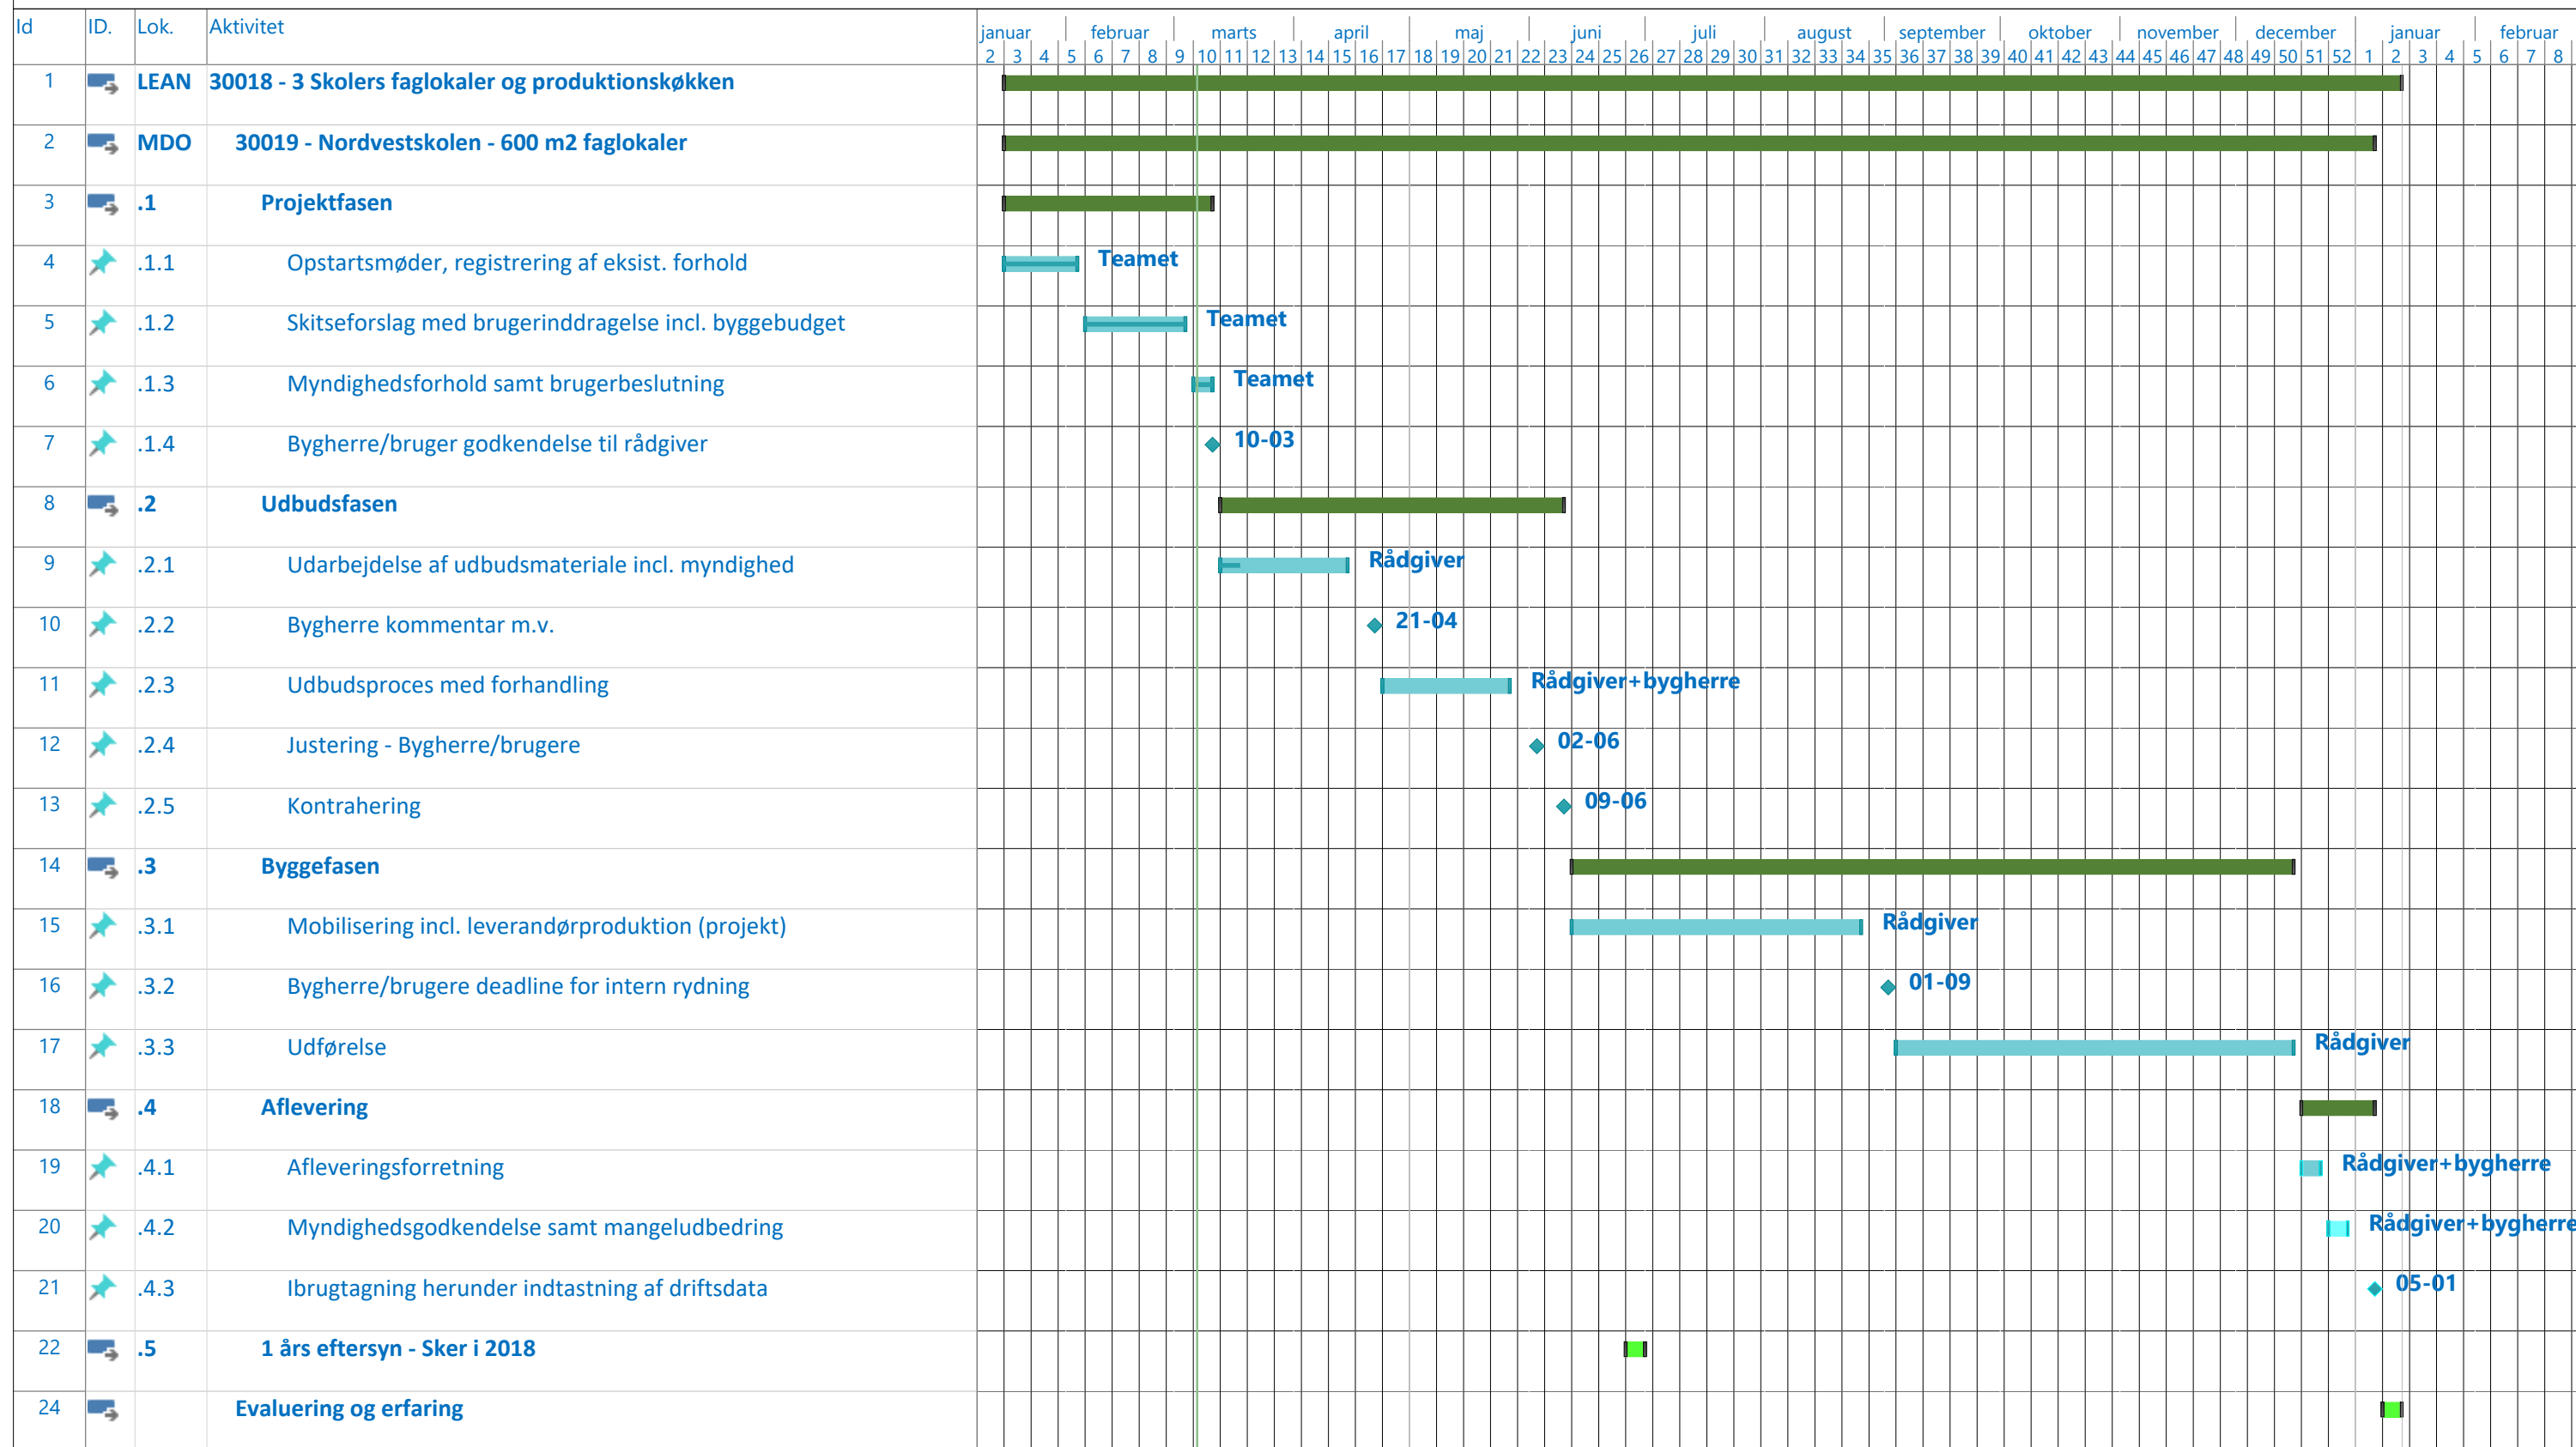 Id ID. Lok. Aktivitet
januar februar marts april maj juni juli august september oktober november december januar februar
2 3 4 5 6 7 8 9 10 11 12 13 14 15 16 17 18 19 20 21 22 23 24 25 26 27 28 29 30 31 32 33 34 35 36 37 38 39 40 41 42 43 44 45 46 47 48 49 50 51 52 1 2 3 4 5 6 7 8
1 LEAN 30018 - 3 Skolers faglokaler og produktionskøkken
2 MDO 30019 - Nordvestskolen - 600 m2 faglokaler
3 .1 Projektfasen
4 .1.1 Opstartsmøder, registrering af eksist. forhold Teamet
5 .1.2 Skitseforslag med brugerinddragelse incl. byggebudget Teamet
6 .1.3 Myndighedsforhold samt brugerbeslutning Teamet
7 .1.4 Bygherre/bruger godkendelse til rådgiver 10-03
8 .2 Udbudsfasen
9 .2.1 Udarbejdelse af udbudsmateriale incl. myndighed Rådgiver
10 .2.2 Bygherre kommentar m.v. 21-04
11 .2.3 Udbudsproces med forhandling Rådgiver+bygherre
12 .2.4 Justering - Bygherre/brugere 02-06
13 .2.5 Kontrahering 09-06
14 .3 Byggefasen
15 .3.1 Mobilisering incl. leverandørproduktion (projekt) Rådgiver
16 .3.2 Bygherre/brugere deadline for intern rydning 01-09
17 .3.3 Udførelse Rådgiver
18 .4 Aflevering
19 .4.1 Afleveringsforretning Rådgiver+bygherre
20 .4.2 Myndighedsgodkendelse samt mangeludbedring Rådgiver+bygherre
21 .4.3 Ibrugtagning herunder indtastning af driftsdata 05-01
22 .5 1 års eftersyn - Sker i 2018
24 Evaluering og erfaring